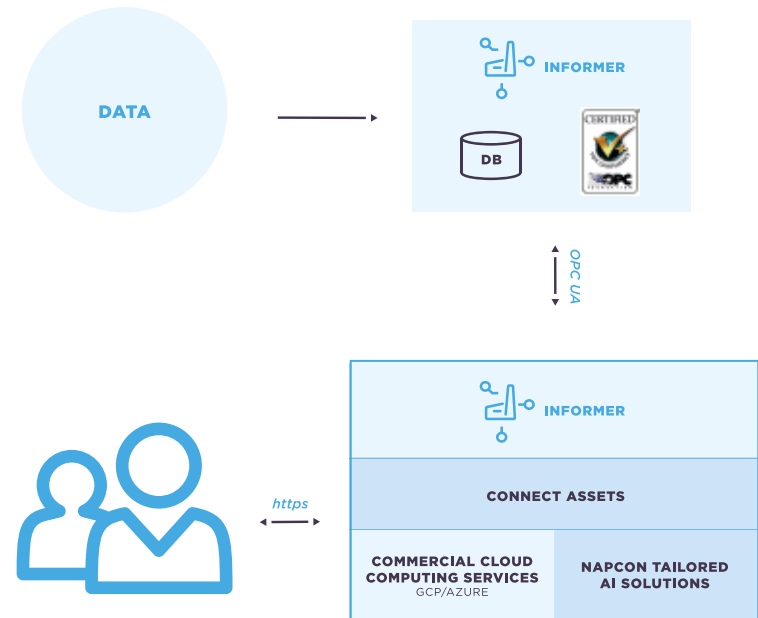 DATA
INFORMER
DB
CERTIFIED
OPC
OPC UA
INFORMER
CONNECT ASSETS
https
COMMERCIAL CLOUD
COMPUTING SERVICES
GCP/AZURE
NAPCON TAILORED
AI SOLUTIONS